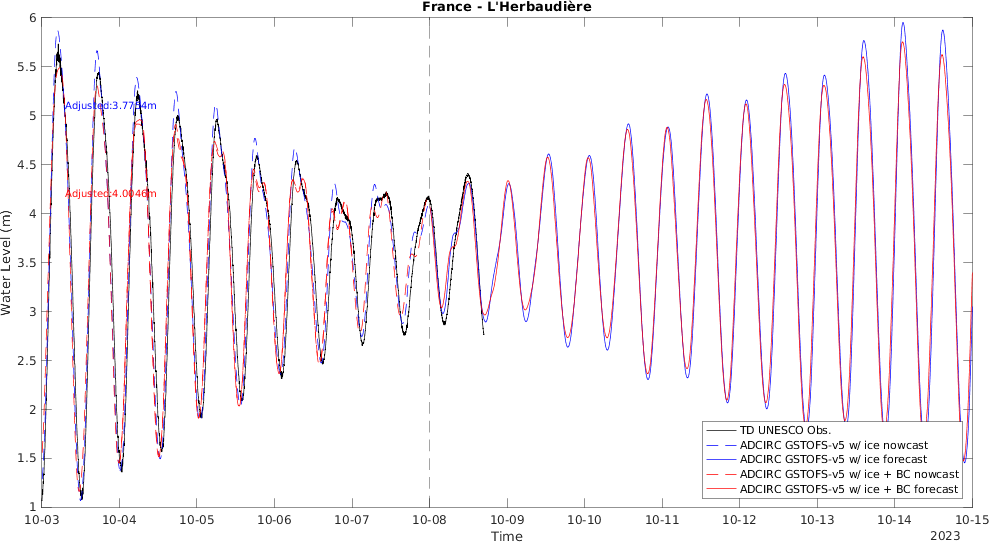 France - L'Herbaudière
Water Level (m)
6
5.5
5
4.5
4
3.5
3
2.5
2
1.5
1
Adjusted:3.7754m
Adjusted:4.0046m
TD UNESCO Obs.
ADCIRC GSTOFS-v5 w/ ice nowcast
ADCIRC GSTOFS-v5 w/ ice forecast
ADCIRC GSTOFS-v5 w/ ice + BC nowcast
ADCIRC GSTOFS-v5 w/ ice + BC forecast
10-03 10-04 10-05 10-06 10-07 10-08 10-09 10-10 10-11 10-12 10-13 10-14 10-15
Time
2023